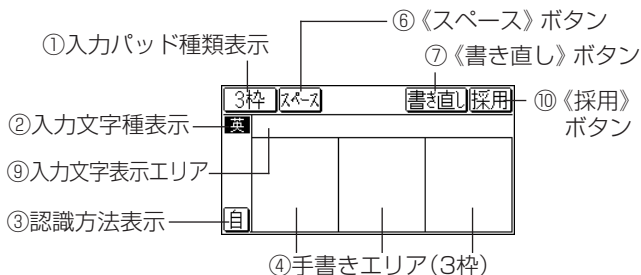 ⑥《スペース》ボタン
①入力パッド種類表示
⑦《書き直し》ボタン
3枠 スペース 書き直し 採用
⑩《採用》
ボタン
②入力文字種表示
英
⑨入力文字表示エリア
③認識方法表示
自
④手書きエリア(3枠)